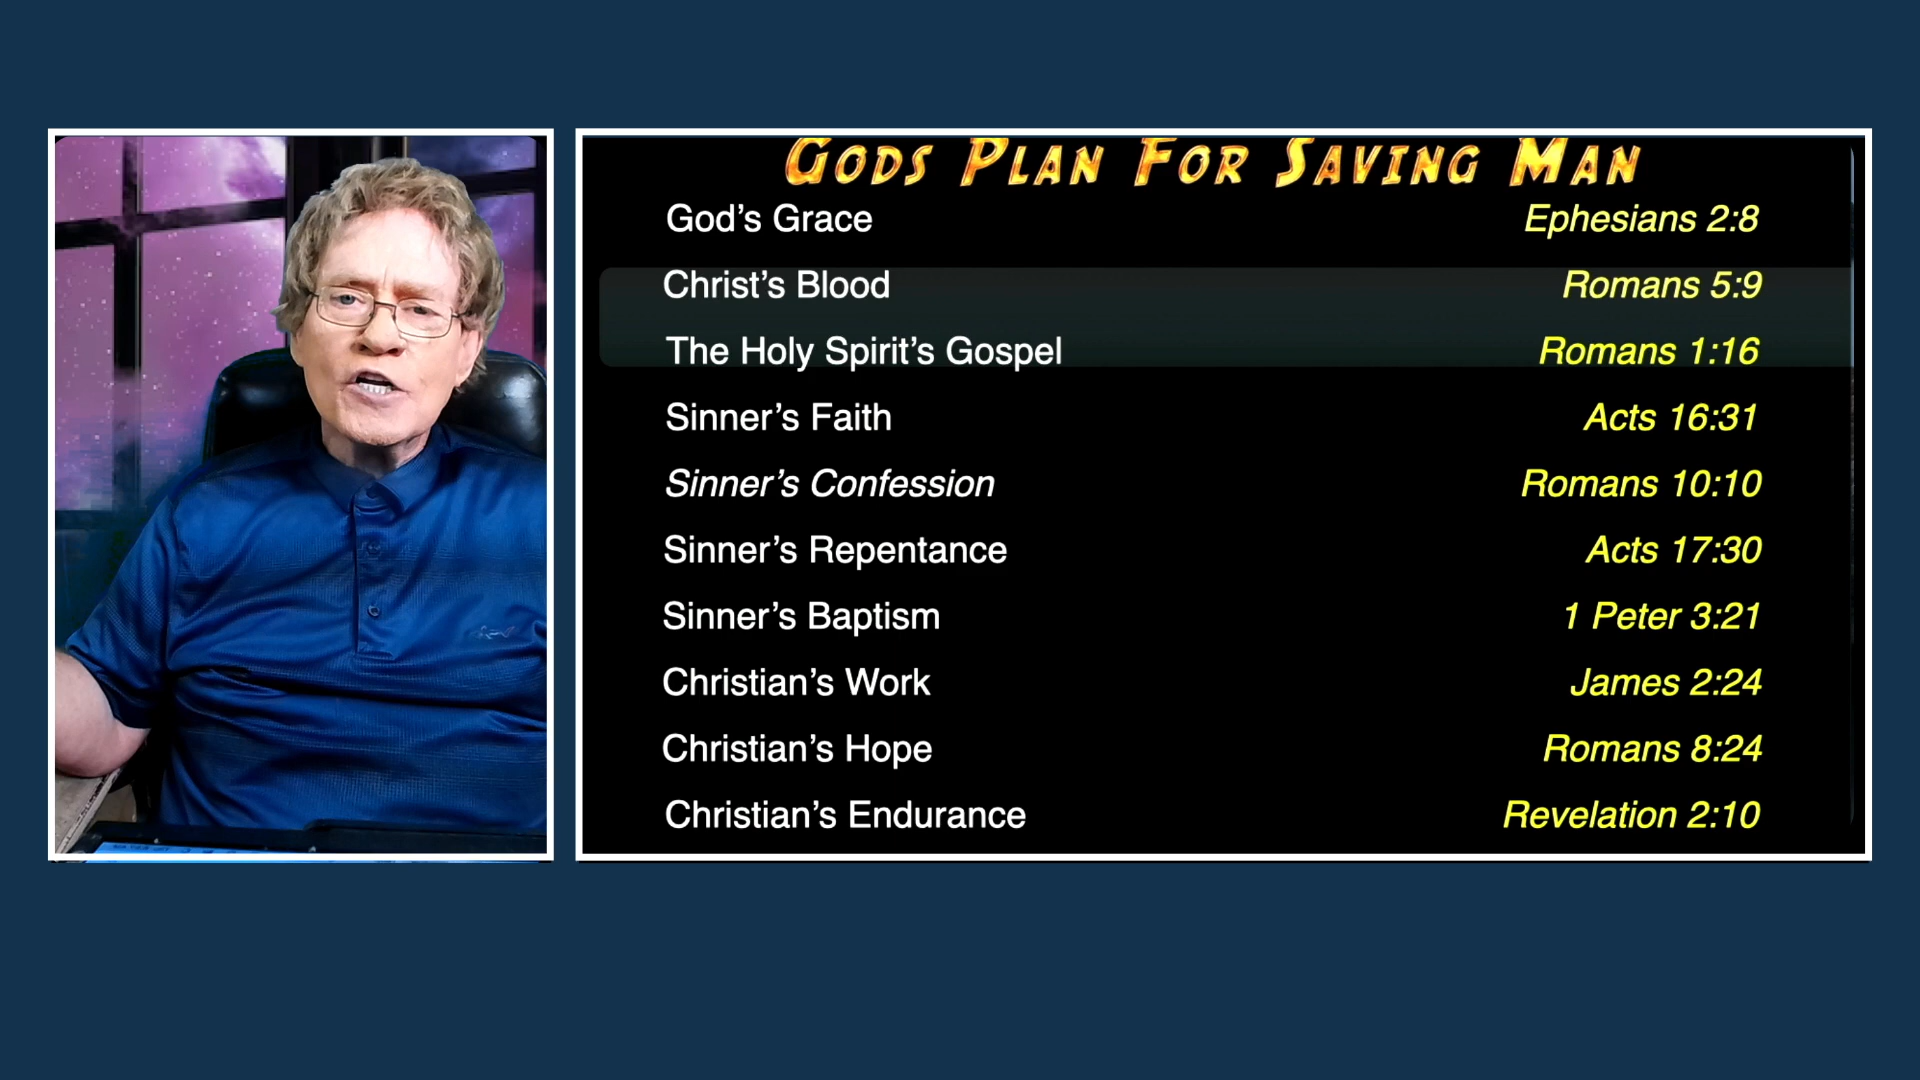 GODS PLAN FOR SAVING MAN
God’s Grace Ephesians 2:8
Christ’s Blood Romans 5:9
The Holy Spirit’s Gospel Romans 1:16
Sinner’s Faith Acts 16:31
Sinner’s Confession Romans 10:10
Sinner’s Repentance Acts 17:30
Sinner’s Baptism 1 Peter 3:21
Christian’s Work James 2:24
Christian’s Hope Romans 8:24
Christian’s Endurance Revelation 2:10